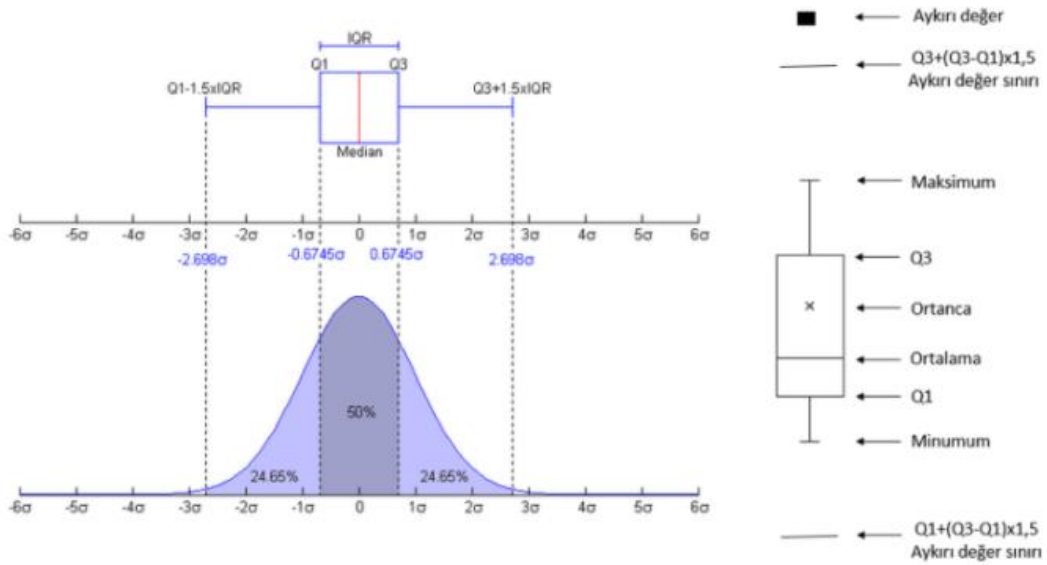 IQR
Q1
Q3
Q1-1.5xIQR
Q3+1.5xIQR
Median
-6σ -5σ -4σ -3σ -2σ -1σ 0 1σ 2σ 3σ 4σ 5σ 6σ
-2.698σ -0.6745σ 0.6745σ 2.698σ
50%
24.65% 24.65%
-6σ -5σ -4σ -3σ -2σ -1σ 0 1σ 2σ 3σ 4σ 5σ 6σ
Aykırı değer
Q3+(Q3-Q1)x1,5
Aykırı değer sınırı
Maksimum
Q3
Ortanca
Ortalama
Q1
Minumum
Q1+(Q3-Q1)x1,5
Aykırı değer sınırı